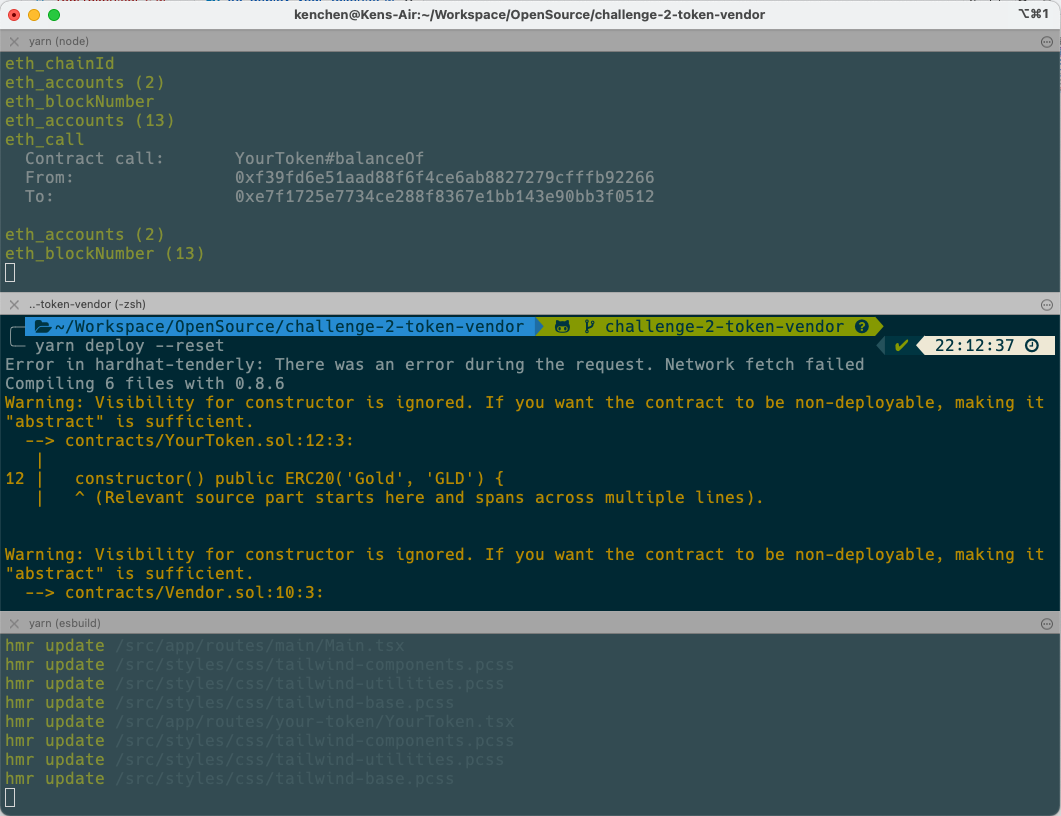 kenchen@Kens-Air:~/Workspace/OpenSource/challenge-2-token-vendor
⌥⌘1
yarn (node)
eth_chainId
eth_accounts (2)
eth_blockNumber
eth_accounts (13)
eth_call
Contract call: YourToken#balanceOf
From: 0xf39fd6e51aad88f6f4ce6ab8827279cfffb92266
To: 0xe7f1725e7734ce288f8367e1bb143e90bb3f0512
eth_accounts (2)
eth_blockNumber (13)
..-token-vendor (-zsh)
~/Workspace/OpenSource/challenge-2-token-vendor challenge-2-token-vendor ?
yarn deploy --reset ✔ 22:12:37
Error in hardhat-tenderly: There was an error during the request. Network fetch failed
Compiling 6 files with 0.8.6
Warning: Visibility for constructor is ignored. If you want the contract to be non-deployable, making it
"abstract" is sufficient.
--> contracts/YourToken.sol:12:3:
|
12 | constructor() public ERC20('Gold', 'GLD') {
| ^ (Relevant source part starts here and spans across multiple lines).
Warning: Visibility for constructor is ignored. If you want the contract to be non-deployable, making it
"abstract" is sufficient.
--> contracts/Vendor.sol:10:3:
yarn (esbuild)
hmr update /src/app/routes/main/Main.tsx
hmr update /src/styles/css/tailwind-components.pcss
hmr update /src/styles/css/tailwind-utilities.pcss
hmr update /src/styles/css/tailwind-base.pcss
hmr update /src/app/routes/your-token/YourToken.tsx
hmr update /src/styles/css/tailwind-components.pcss
hmr update /src/styles/css/tailwind-utilities.pcss
hmr update /src/styles/css/tailwind-base.pcss